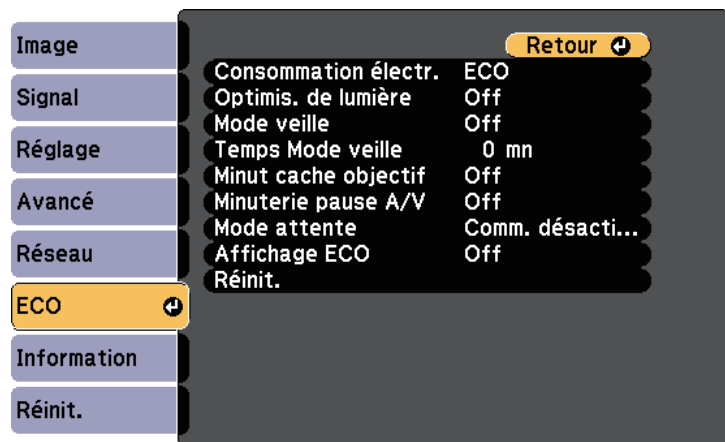 Image
Signal
Réglage
Avancé
Réseau
ECO
Information
Réinit.
Retour
Consommation électr. ECO
Optimis. de lumière Off
Mode veille Off
Temps Mode veille 0 mn
Minut cache objectif Off
Minuterie pause A/V Off
Mode attente Comm. désacti...
Affichage ECO Off
Réinit.